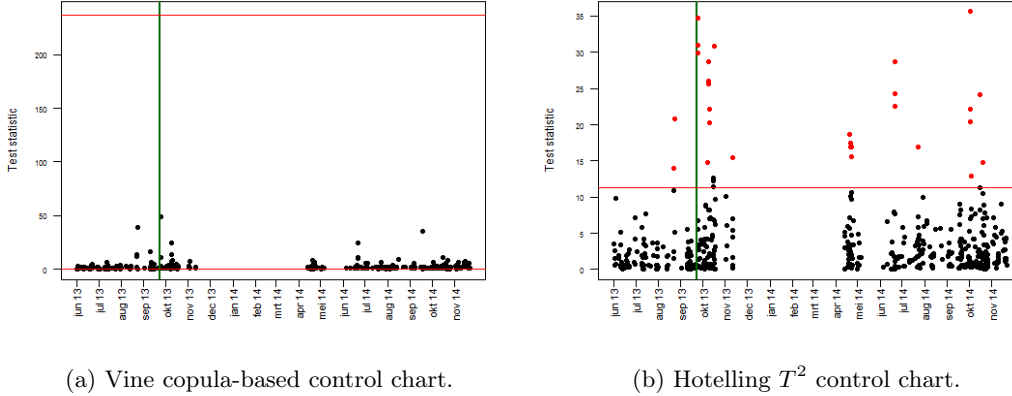 Test statistic
200
150
100
50
0
jun 13
jul 13
aug 13
sep 13
okt 13
nov 13
dec 13
jan 14
feb 14
mrt 14
apr 14
mei 14
jun 14
jul 14
aug 14
sep 14
okt 14
nov 14
(a) Vine copula-based control chart.
Test statistic
35
30
25
20
15
10
5
0
jun 13
jul 13
aug 13
sep 13
okt 13
nov 13
dec 13
jan 14
feb 14
mrt 14
apr 14
mei 14
jun 14
jul 14
aug 14
sep 14
okt 14
nov 14
(b) Hotelling T² control chart.